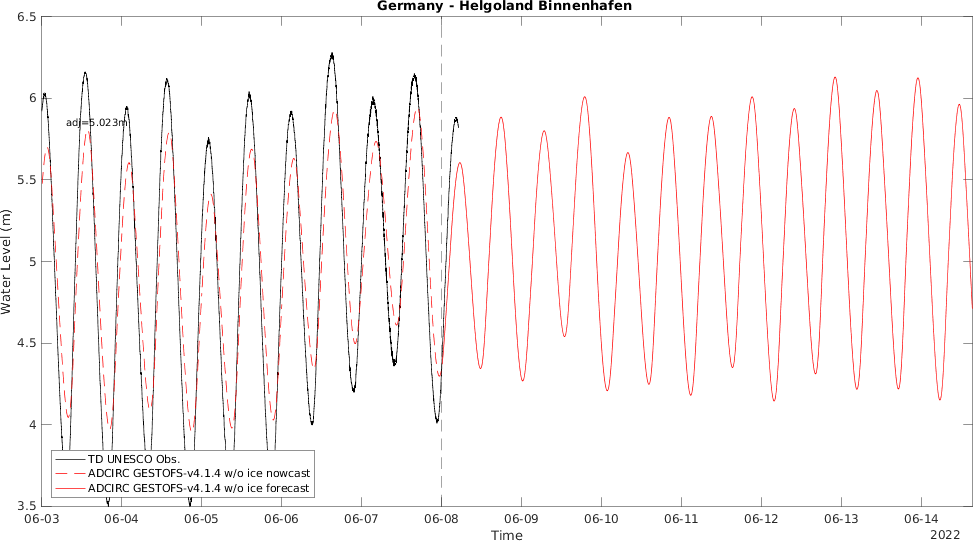 Germany - Helgoland Binnenhafen
Water Level (m)
6.5
6
5.5
5
4.5
4
3.5
adj=5.023m
TD UNESCO Obs.
ADCIRC GESTOFS-v4.1.4 w/o ice nowcast
ADCIRC GESTOFS-v4.1.4 w/o ice forecast
06-03 06-04 06-05 06-06 06-07 06-08 06-09 06-10 06-11 06-12 06-13 06-14
Time
2022